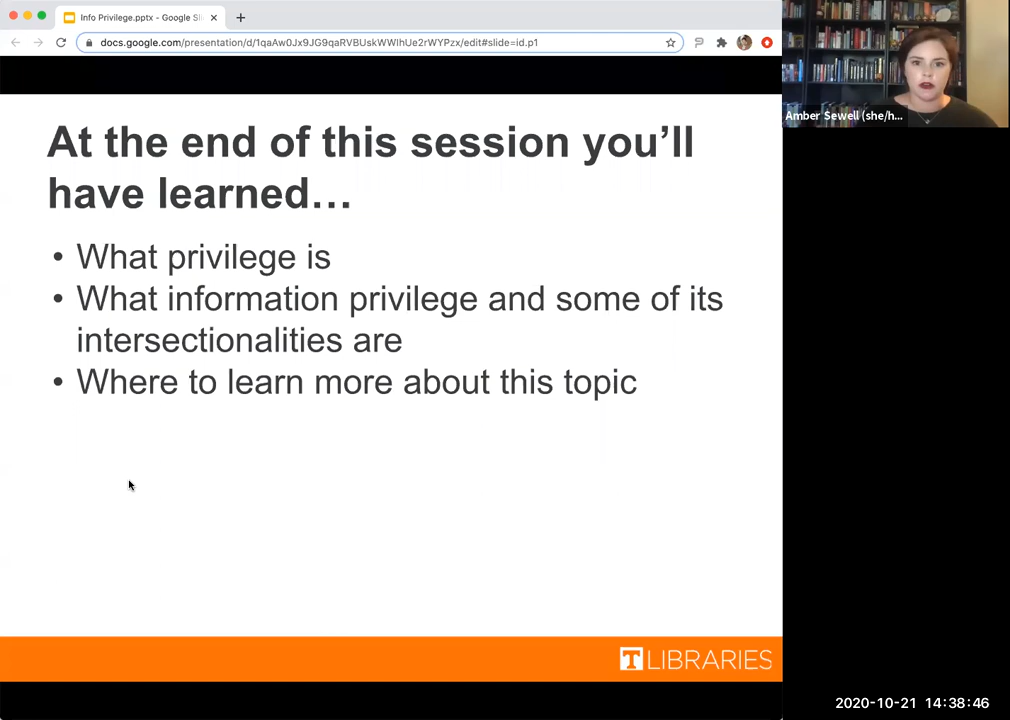 Info Privilege.pptx - Google Sli
docs.google.com/presentation/d/1qaAw0Jx9JG9qaRVBUskWWIhUe2rWYPzx/edit#slide=id.p1
Amber Sewell (she/h...
At the end of this session you’ll
have learned…
• What privilege is
• What information privilege and some of its
intersectionalities are
• Where to learn more about this topic
T LIBRARIES
2020-10-21 14:38:46